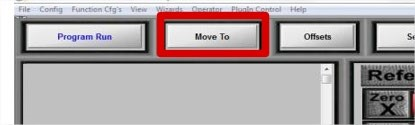 File Config Function Cfg's View Wizards Operator PlugIn Control Help
Program Run Move To Offsets
Refe
Zero
X